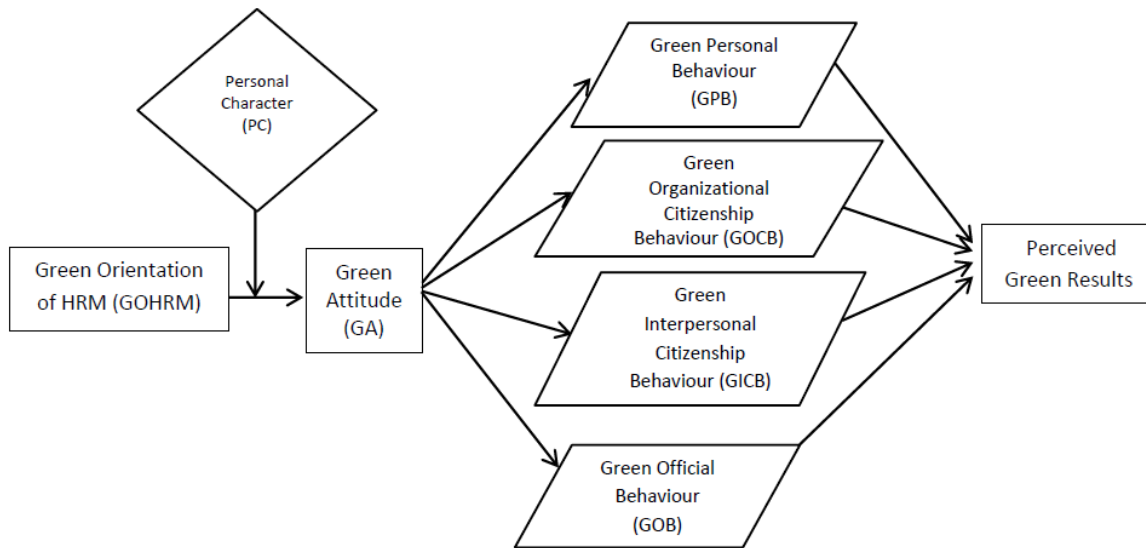 Personal
Character
(PC)
Green Orientation
of HRM (GOHRM)
Green
Attitude
(GA)
Green Personal
Behaviour
(GPB)
Green
Organizational
Citizenship
Behaviour (GOCB)
Green
Interpersonal
Citizenship
Behaviour (GICB)
Green Official
Behaviour
(GOB)
Perceived
Green Results